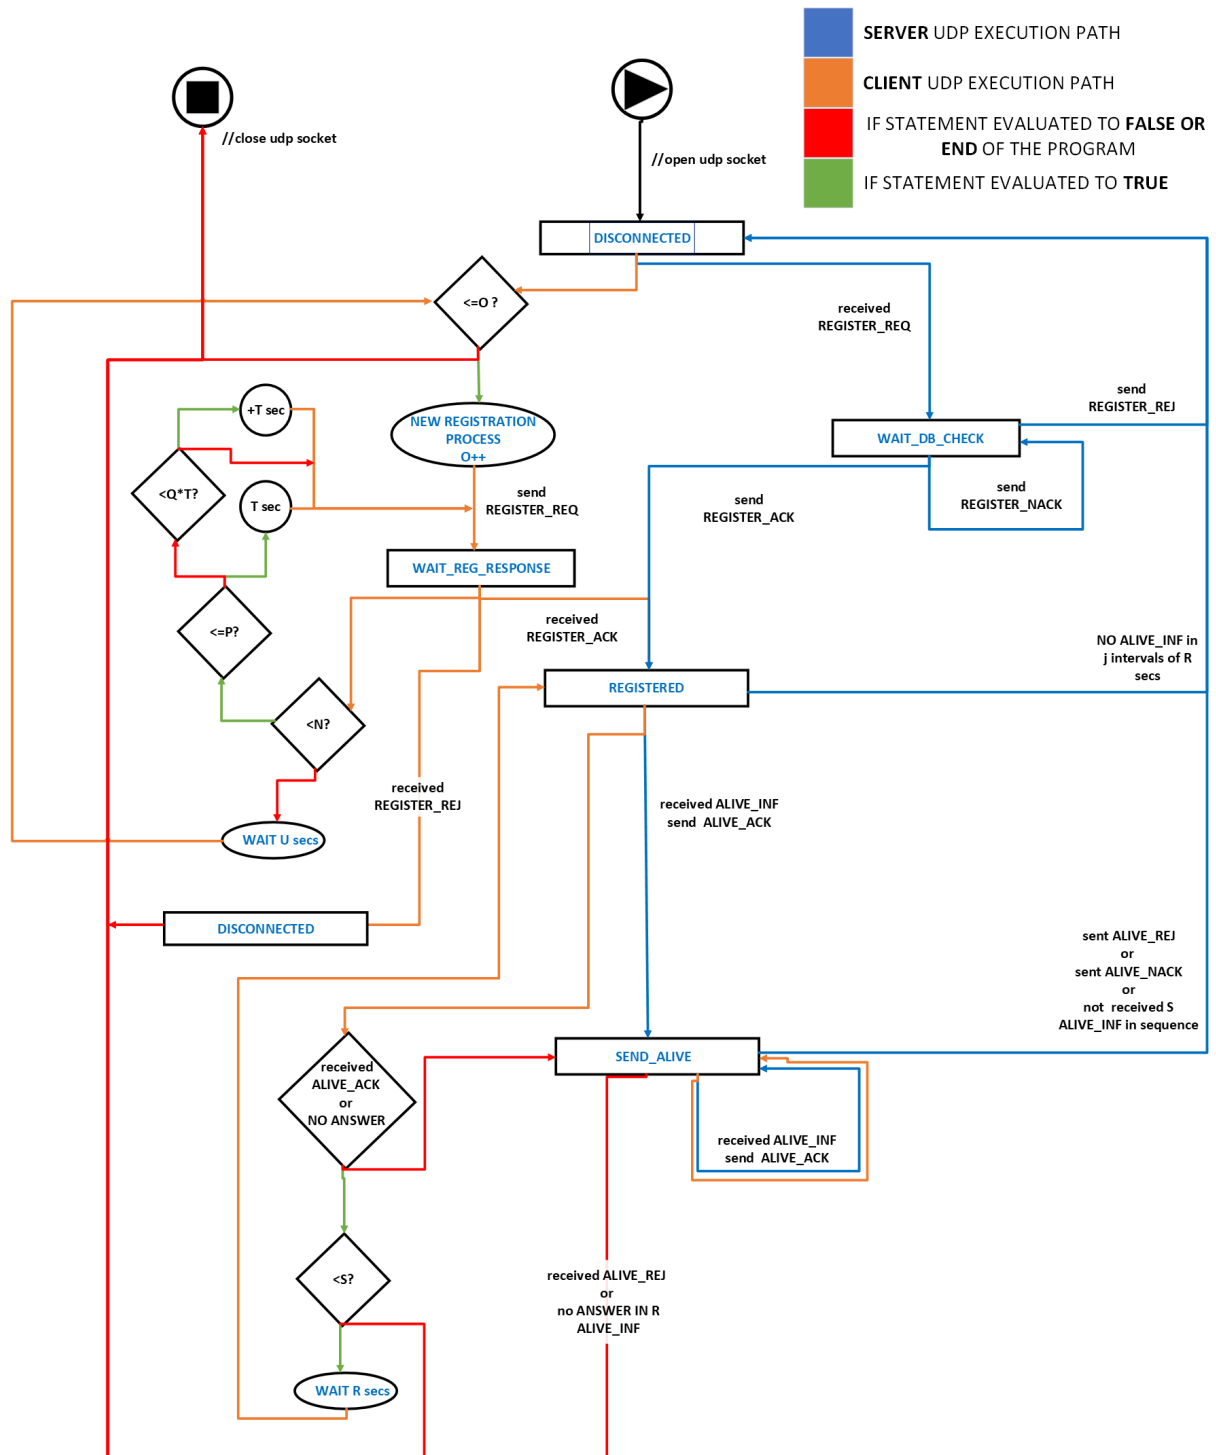 SERVER UDP EXECUTION PATH
CLIENT UDP EXECUTION PATH
IF STATEMENT EVALUATED TO FALSE OR
END OF THE PROGRAM
IF STATEMENT EVALUATED TO TRUE
//close udp socket
//open udp socket
DISCONNECTED
<=O ?
received
REGISTER_REQ
+T sec
NEW REGISTRATION
PROCESS
O++
send
REGISTER_REJ
WAIT_DB_CHECK
<Q*T?
T sec
send
REGISTER_REQ
send
REGISTER_ACK
send
REGISTER_NACK
WAIT_REG_RESPONSE
<=P?
received
REGISTER_ACK
NO ALIVE_INF in
j intervals of R
secs
REGISTERED
<N?
received
REGISTER_REJ
received ALIVE_INF
send  ALIVE_ACK
WAIT U secs
DISCONNECTED
sent ALIVE_REJ
or
sent ALIVE_NACK
or
not  received S
ALIVE_INF in sequence
received
ALIVE_ACK
or
NO ANSWER
SEND_ALIVE
received ALIVE_INF
send  ALIVE_ACK
<S?
received ALIVE_REJ
or
no ANSWER IN R
ALIVE_INF
WAIT R secs